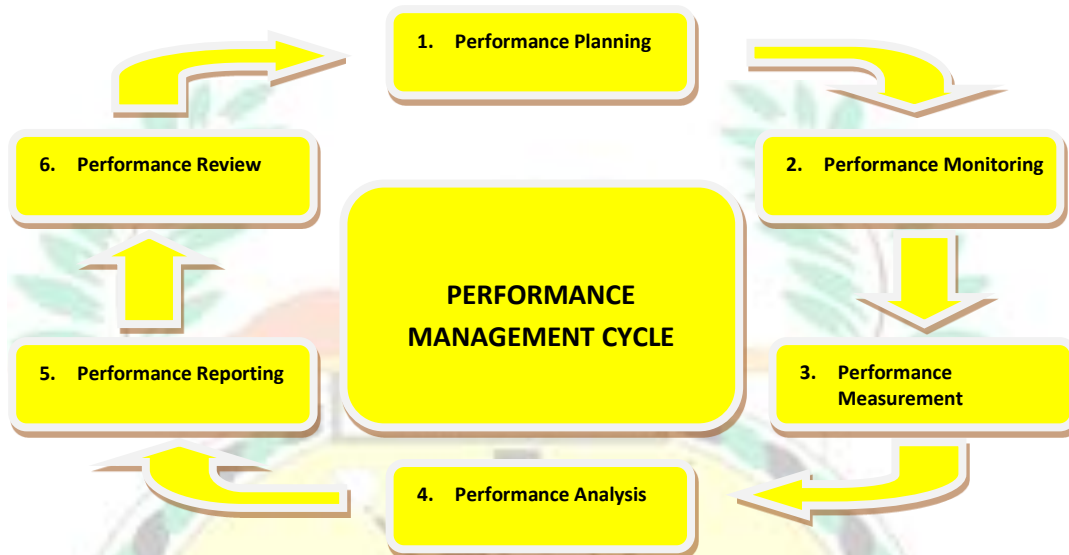 1. Performance Planning
2. Performance Monitoring
3. Performance
Measurement
4. Performance Analysis
5. Performance Reporting
6. Performance Review
PERFORMANCE
MANAGEMENT CYCLE